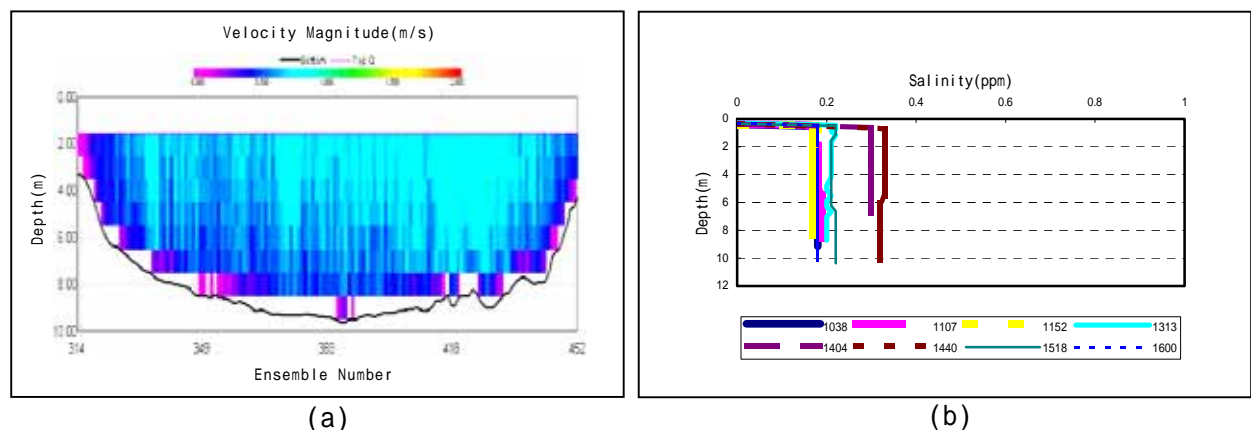 Velocity Magnitude(m/s)
Bottom
0.00
2.00
4.00
6.00
8.00
10.00
Depth(m)
314 349 418 452
Ensemble Number
(a)
Salinity(ppm)
0 0.2 0.4 0.6 0.8 1
0
2
4
6
8
10
12
Depth(m)
1038 1107 1152 1313
1404 1440 1518 1600
(b)